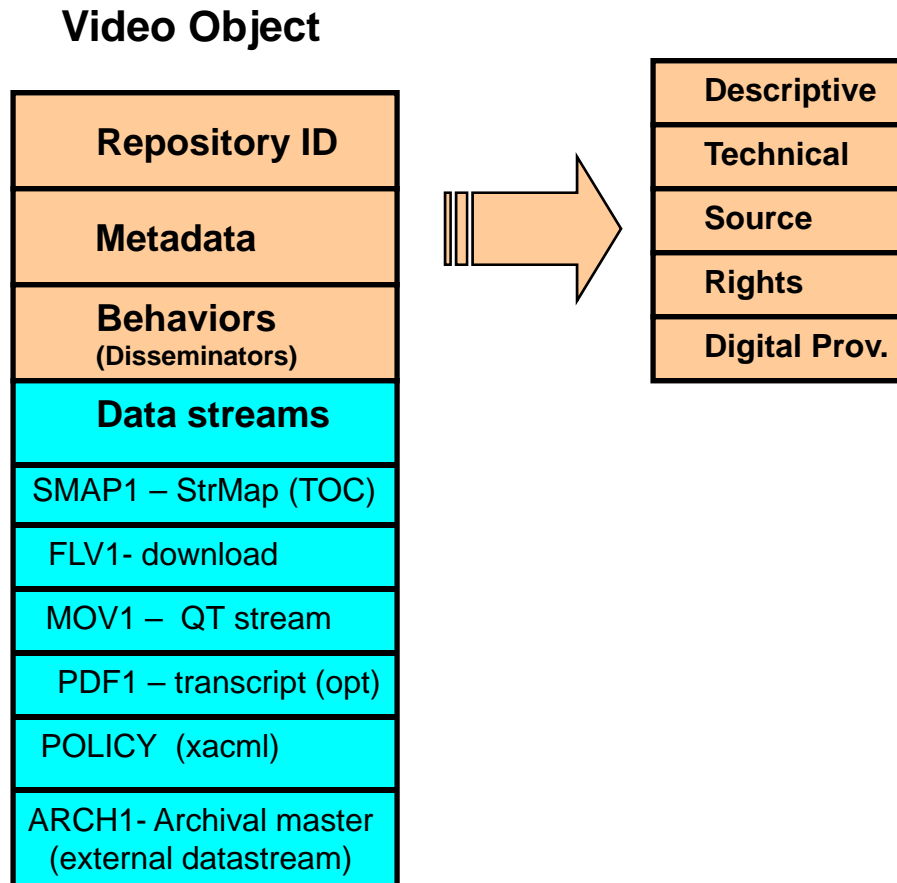 Video Object
Repository ID
Metadata
Behaviors
(Disseminators)
Data streams
SMAP1 – StrMap (TOC)
FLV1- download
MOV1 –  QT stream
PDF1 – transcript (opt)
POLICY  (xacml)
ARCH1- Archival master
(external datastream)
Descriptive
Technical
Source
Rights
Digital Prov.